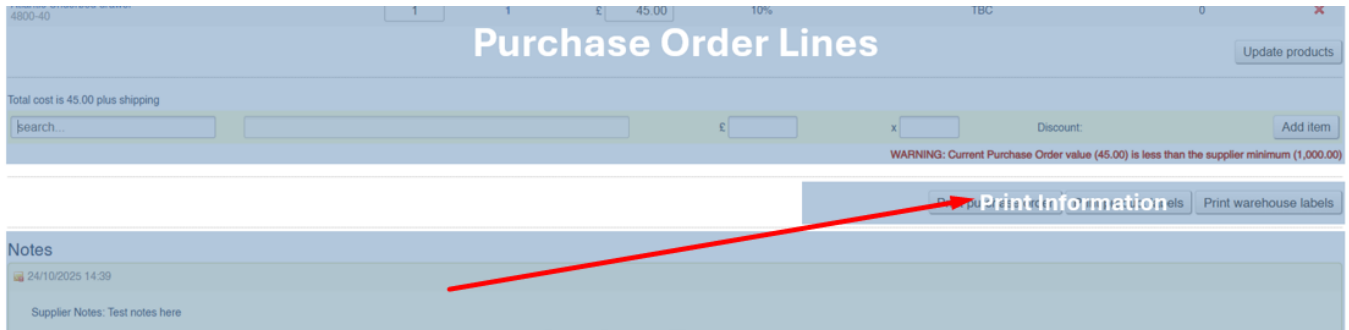 4800-40
1 1 £ 45.00 10% TBC 0
Purchase Order Lines
Update products
Total cost is 45.00 plus shipping
search... £ x Discount: Add item
WARNING: Current Purchase Order value (45.00) is less than the supplier minimum (1,000.00)
Print Information Print warehouse labels
Notes
24/10/2025 14:39
Supplier Notes: Test notes here